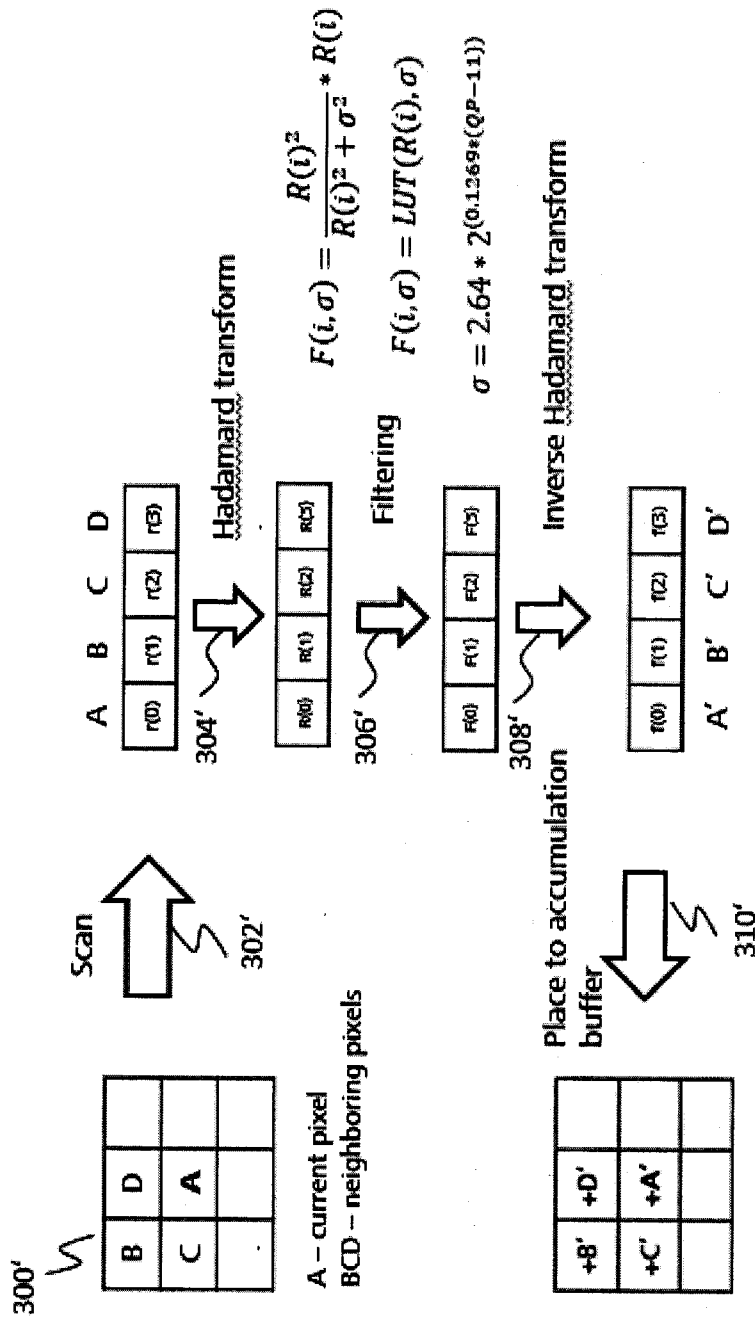 300'
B D
C A
A – current pixel
BCD – neighboring pixels
Scan
302'
A B C D
r(0) r(1) r(2) r(3)
304'
Hadamard transform
R(0) R(1) R(2) R(3)
306'
Filtering
F(i, σ) = R(i)² / (R(i)² + σ²) * R(i)
F(i, σ) = LUT(R(i), σ)
σ = 2.64 * 2^(0.1269*(QP−11))
F(0) F(1) F(2) F(3)
308'
Inverse Hadamard transform
f(0) f(1) f(2) f(3)
A' B' C' D'
Place to accumulation
buffer
310'
+B' +D'
+C' +A'